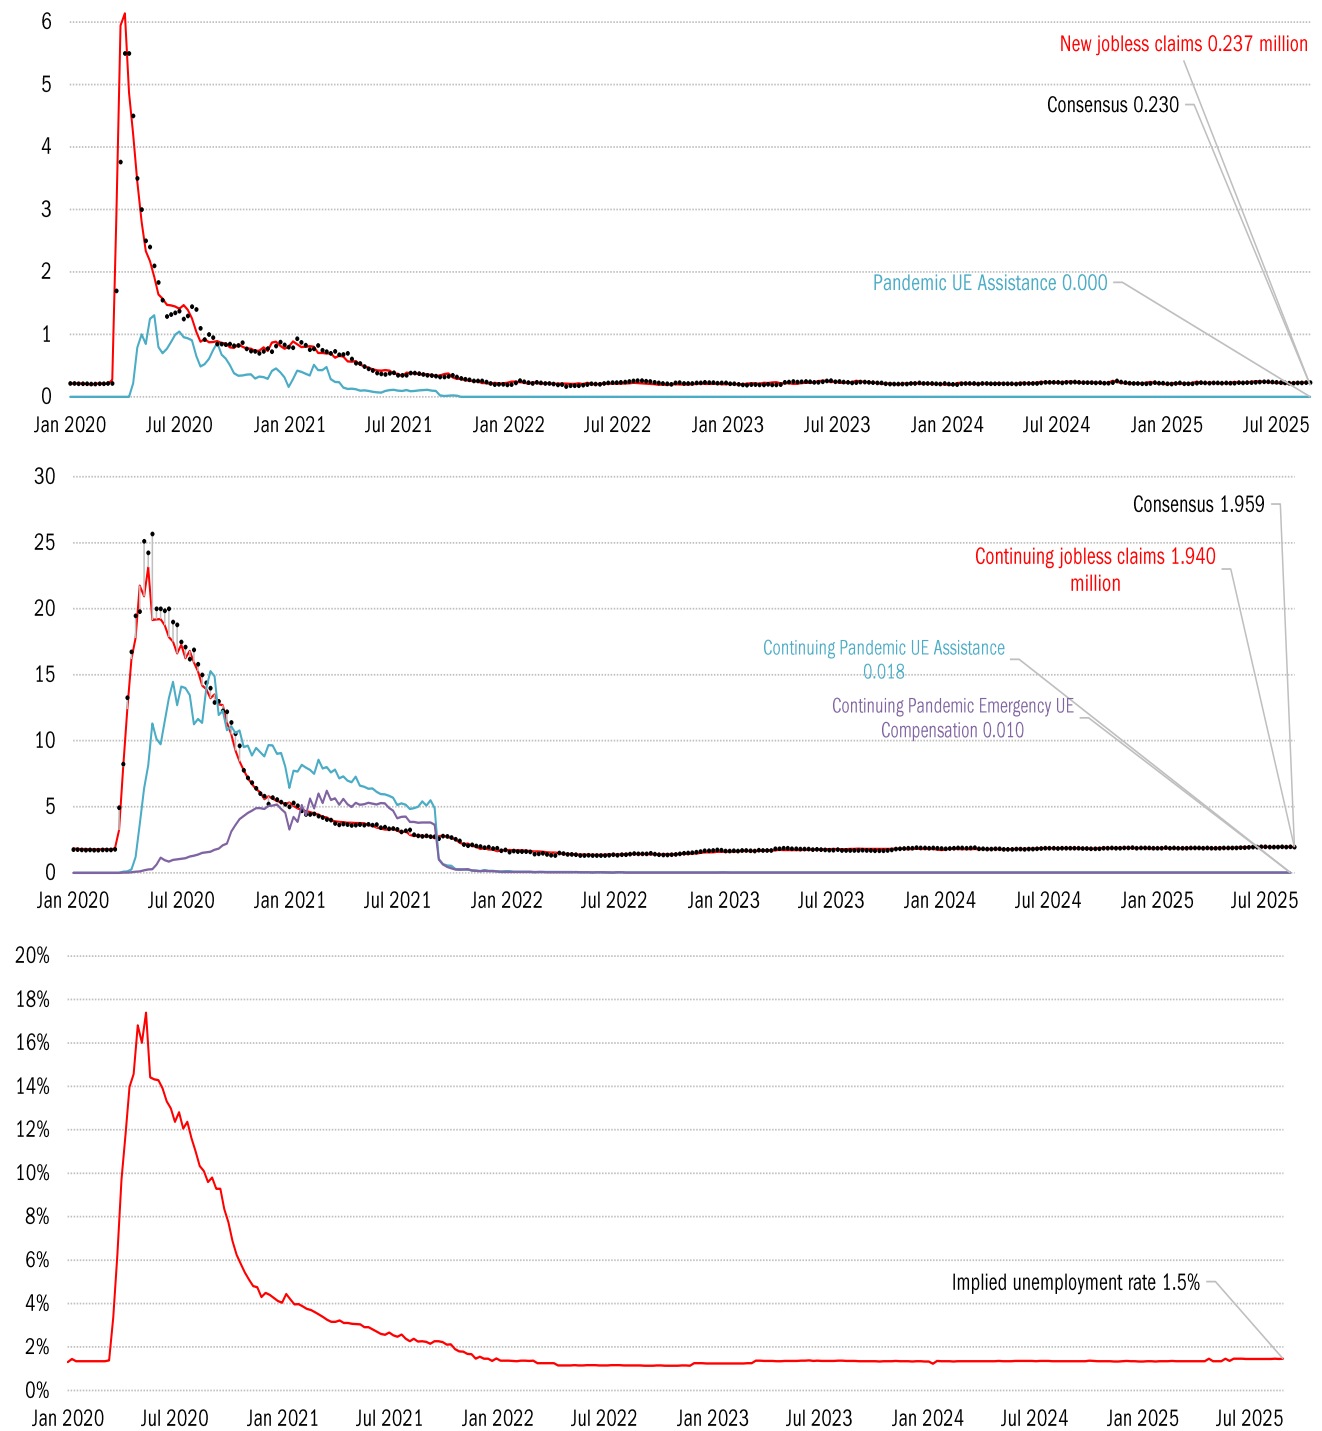 6
New jobless claims 0.237 million
5
Consensus 0.230
4
3
2
Pandemic UE Assistance 0.000
1
0
Jan 2020 Jul 2020 Jan 2021 Jul 2021 Jan 2022 Jul 2022 Jan 2023 Jul 2023 Jan 2024 Jul 2024 Jan 2025 Jul 2025
30
Consensus 1.959
25
Continuing jobless claims 1.940
million
20
Continuing Pandemic UE Assistance
0.018
15
Continuing Pandemic Emergency UE
Compensation 0.010
10
5
0
Jan 2020 Jul 2020 Jan 2021 Jul 2021 Jan 2022 Jul 2022 Jan 2023 Jul 2023 Jan 2024 Jul 2024 Jan 2025 Jul 2025
20%
18%
16%
14%
12%
10%
8%
6%
Implied unemployment rate 1.5%
4%
2%
0%
Jan 2020 Jul 2020 Jan 2021 Jul 2021 Jan 2022 Jul 2022 Jan 2023 Jul 2023 Jan 2024 Jul 2024 Jan 2025 Jul 2025